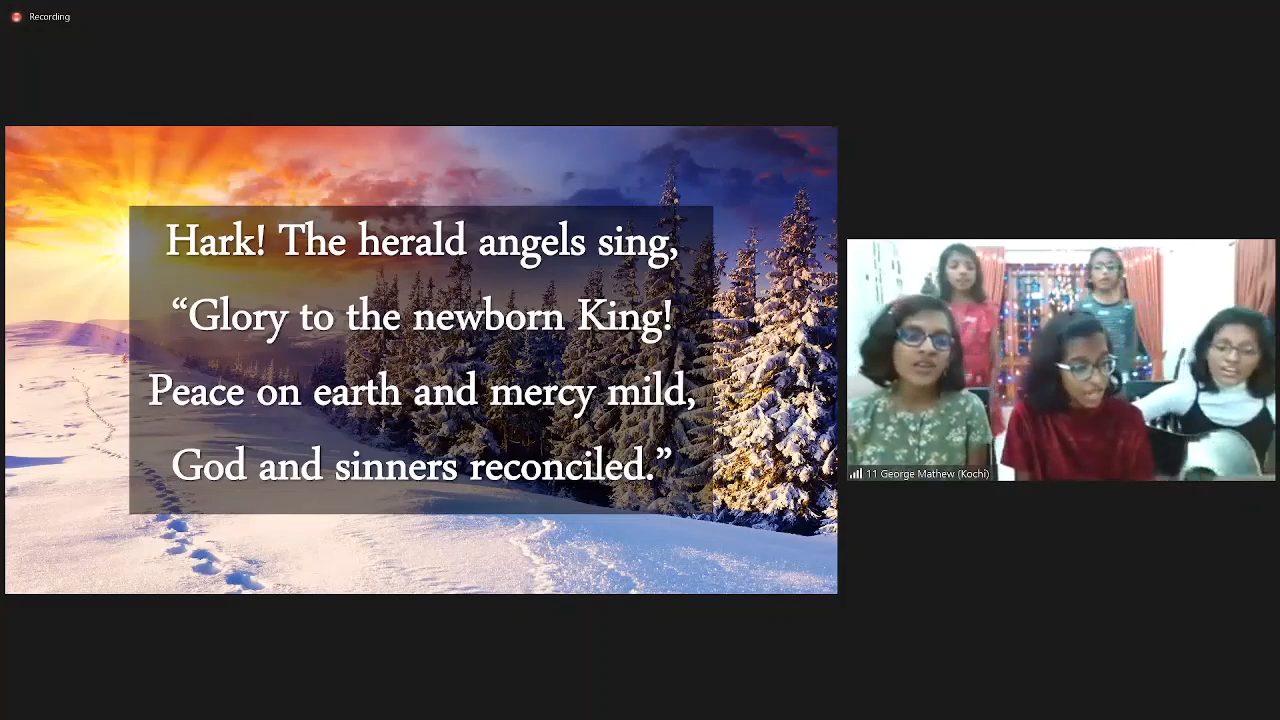 Recording
Hark! The herald angels sing,
“Glory to the newborn King!
Peace on earth and mercy mild,
God and sinners reconciled.”
11 George Mathew (Kochi)